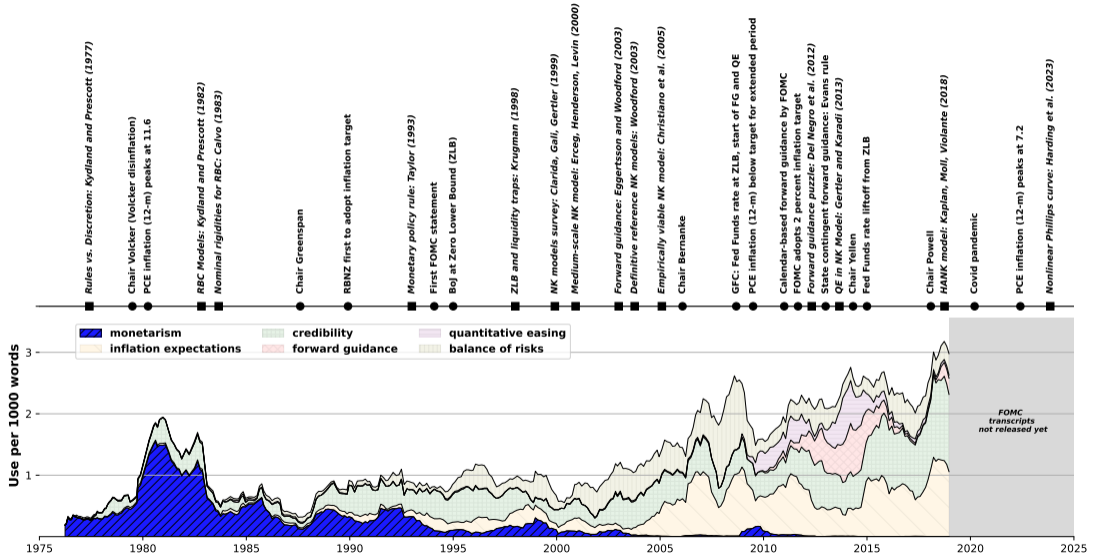 Rules vs. Discretion: Kydland and Prescott (1977)
Chair Volcker (Volcker disinflation)
PCE inflation (12-m) peaks at 11.6
RBC Models: Kydland and Prescott (1982)
Nominal rigidities for RBC: Calvo (1983)
Chair Greenspan
RBNZ first to adopt inflation target
Monetary policy rule: Taylor (1993)
First FOMC statement
BoJ at Zero Lower Bound (ZLB)
ZLB and liquidity traps: Krugman (1998)
NK models survey: Clarida, Gali, Gertler (1999)
Medium-scale NK model: Erceg, Henderson, Levin (2000)
Forward guidance: Eggertsson and Woodford (2003)
Definitive reference NK models: Woodford (2003)
Empirically viable NK model: Christiano et al. (2005)
Chair Bernanke
GFC: Fed Funds rate at ZLB, start of FG and QE
PCE inflation (12-m) below target for extended period
Calendar-based forward guidance by FOMC
FOMC adopts 2 percent inflation target
Forward guidance puzzle: Del Negro et al. (2012)
State contingent forward guidance: Evans rule
QE in NK Model: Gertler and Karadi (2013)
Chair Yellen
Fed Funds rate liftoff from ZLB
Chair Powell
HANK model: Kaplan, Moll, Violante (2018)
Covid pandemic
PCE inflation (12-m) peaks at 7.2
Nonlinear Phillips curve: Harding et al. (2023)
monetarism
inflation expectations
credibility
forward guidance
quantitative easing
balance of risks
Use per 1000 words
3
2
1
FOMC
transcripts
not released yet
1975
1980
1985
1990
1995
2000
2005
2010
2015
2020
2025